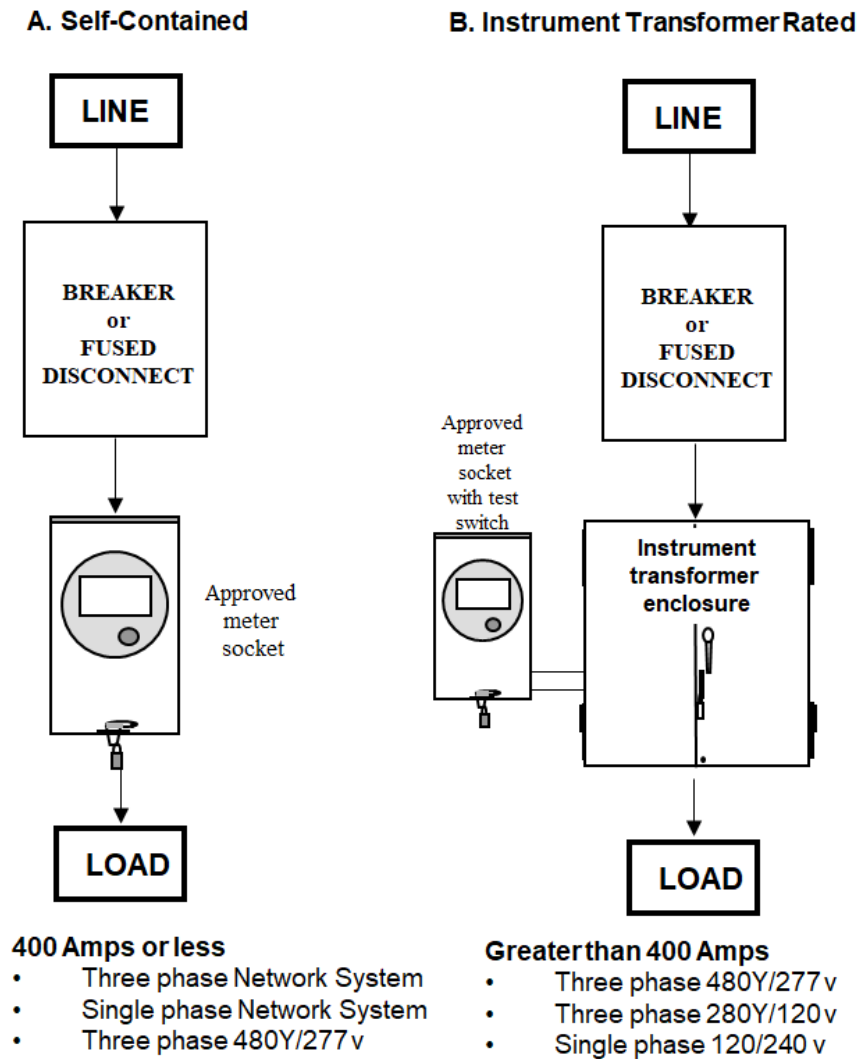 A. Self-Contained
LINE
BREAKER
or
FUSED
DISCONNECT
Approved
meter
socket
LOAD
400 Amps or less
• Three phase Network System
• Single phase Network System
• Three phase 480Y/277 v
B. Instrument Transformer Rated
LINE
BREAKER
or
FUSED
DISCONNECT
Approved
meter
socket
with test
switch
Instrument
transformer
enclosure
LOAD
Greater than 400 Amps
• Three phase 480Y/277 v
• Three phase 280Y/120 v
• Single phase 120/240 v